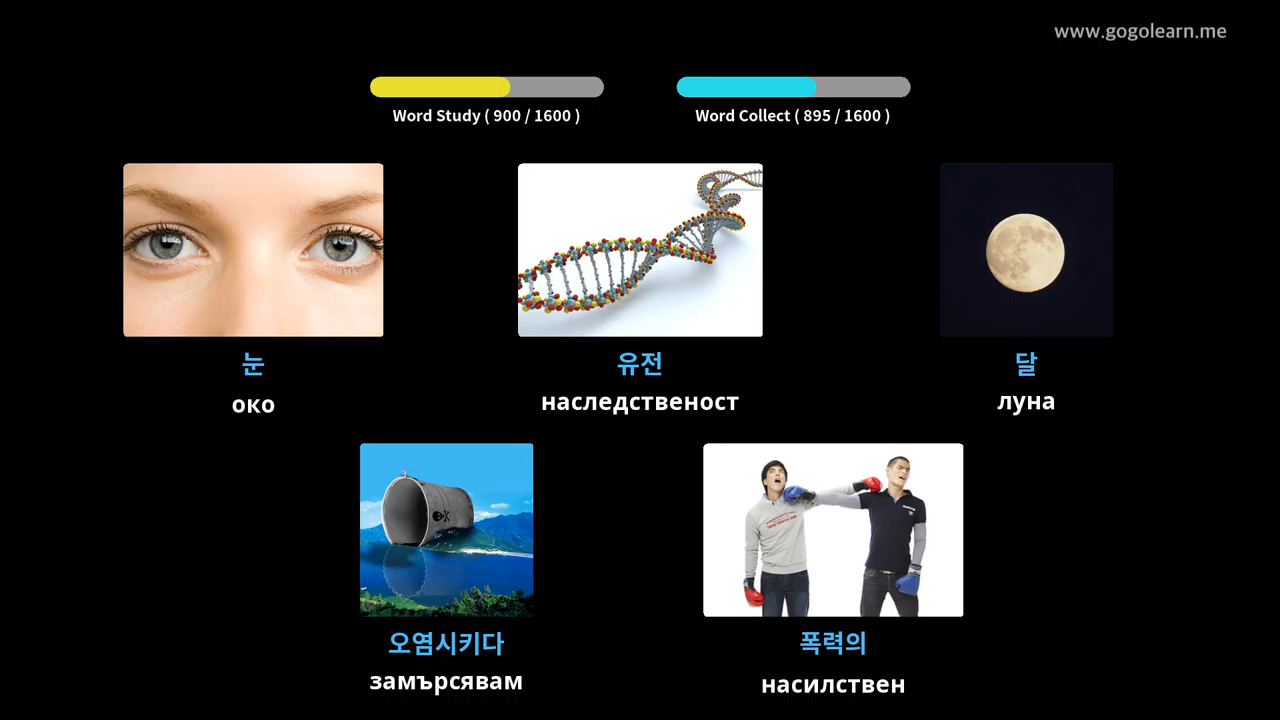 www.gogolearn.me
Word Study ( 900 / 1600 )
Word Collect ( 895 / 1600 )
눈
око
유전
наследственост
달
луна
오염시키다
замърсявам
폭력의
насилствен